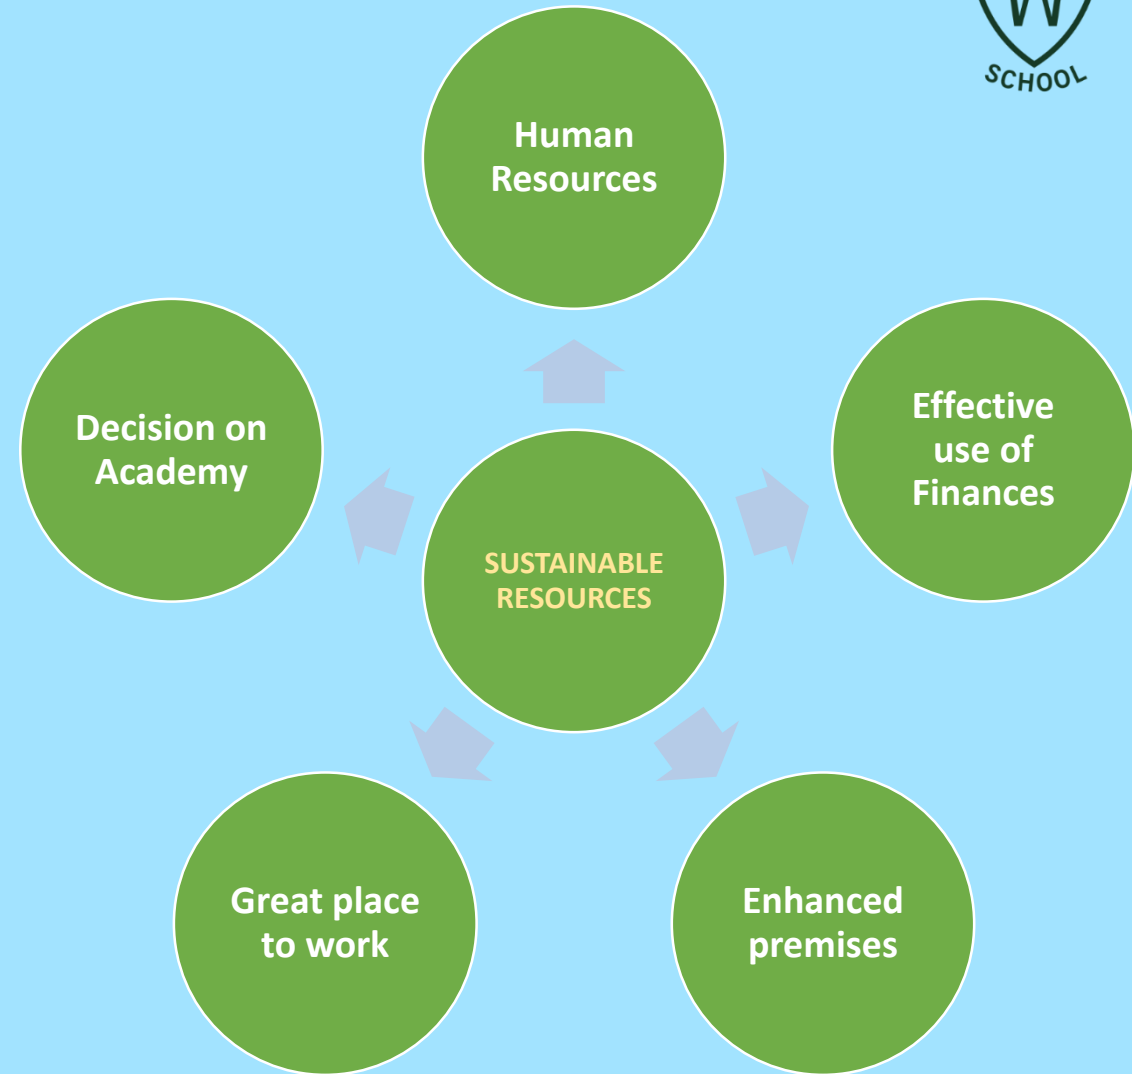 W
SCHOOL
Human
Resources
Decision on
Academy
Effective
use of
Finances
SUSTAINABLE
RESOURCES
Great place
to work
Enhanced
premises